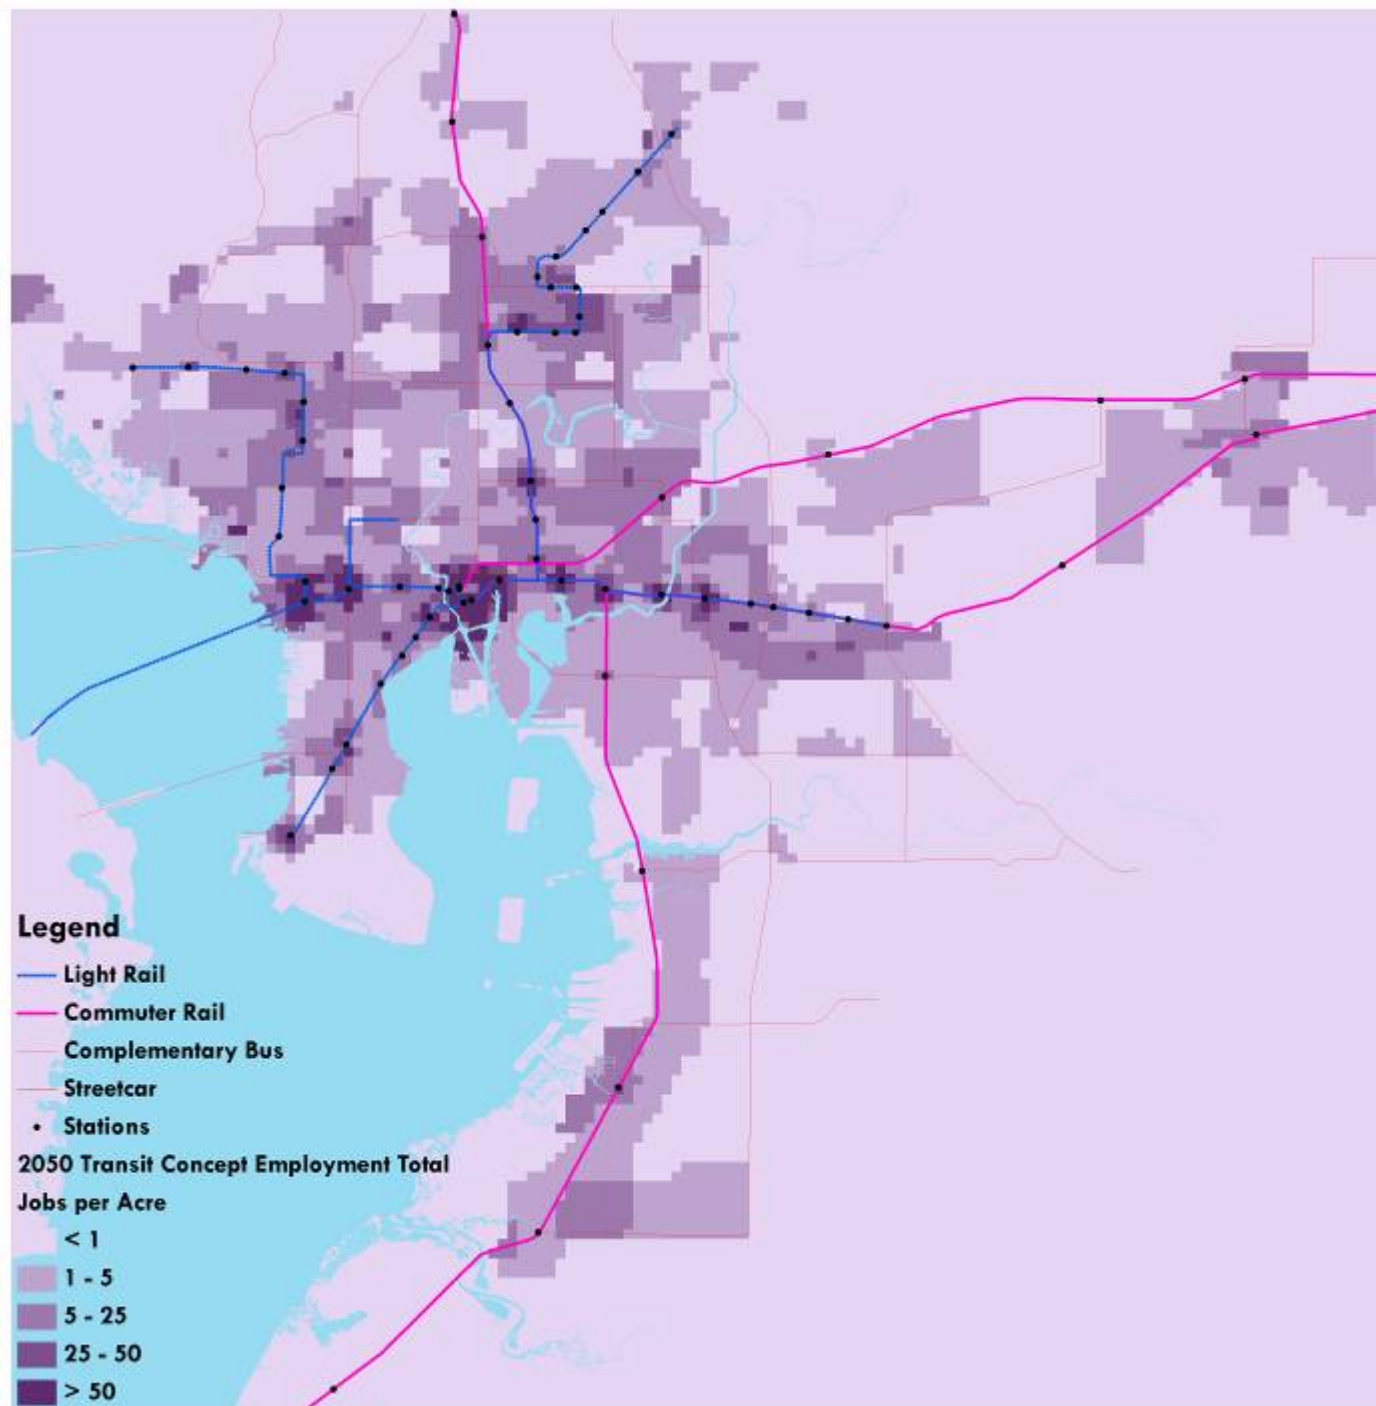 Legend
Light Rail
Commuter Rail
Complementary Bus
Streetcar
Stations
2050 Transit Concept Employment Total
Jobs per Acre
< 1
1 - 5
5 - 25
25 - 50
> 50